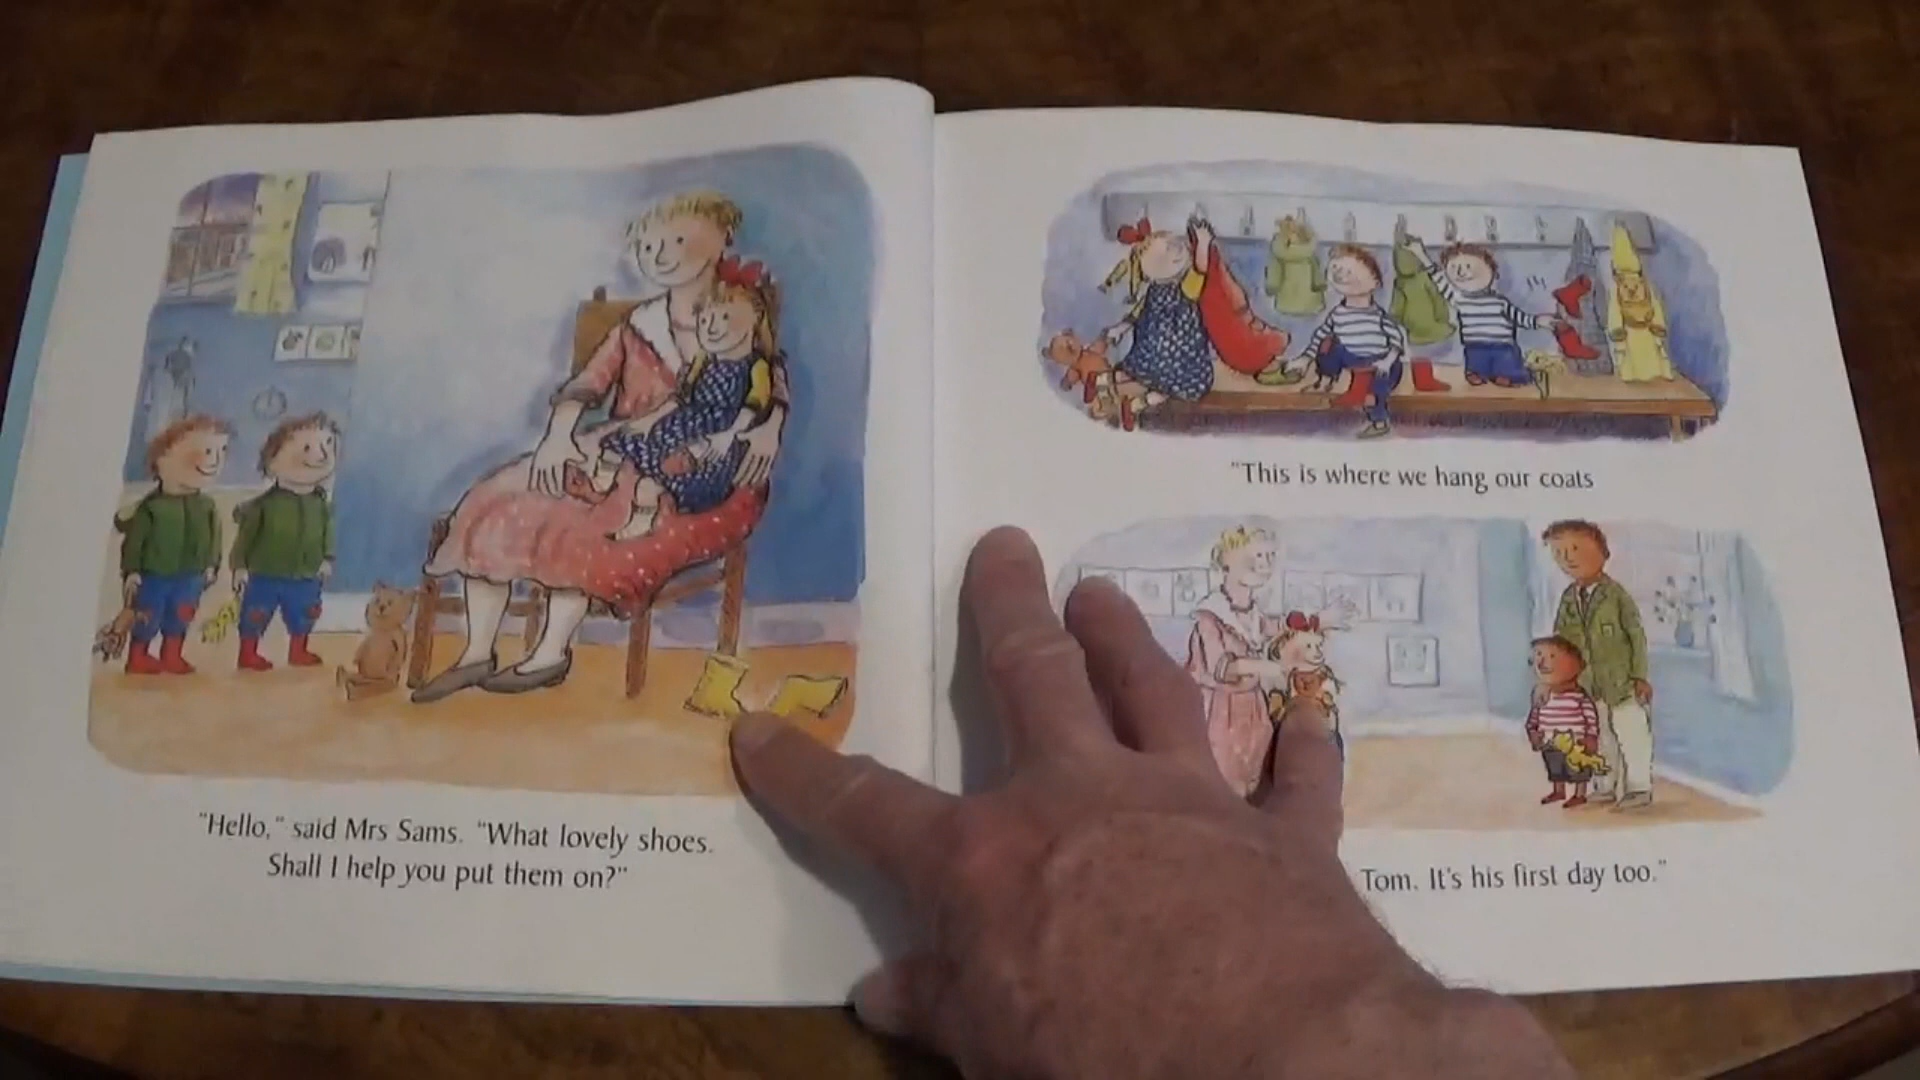 "Hello," said Mrs Sams. "What lovely shoes.
Shall I help you put them on?"
"This is where we hang our coats
Tom. It's his first day too."